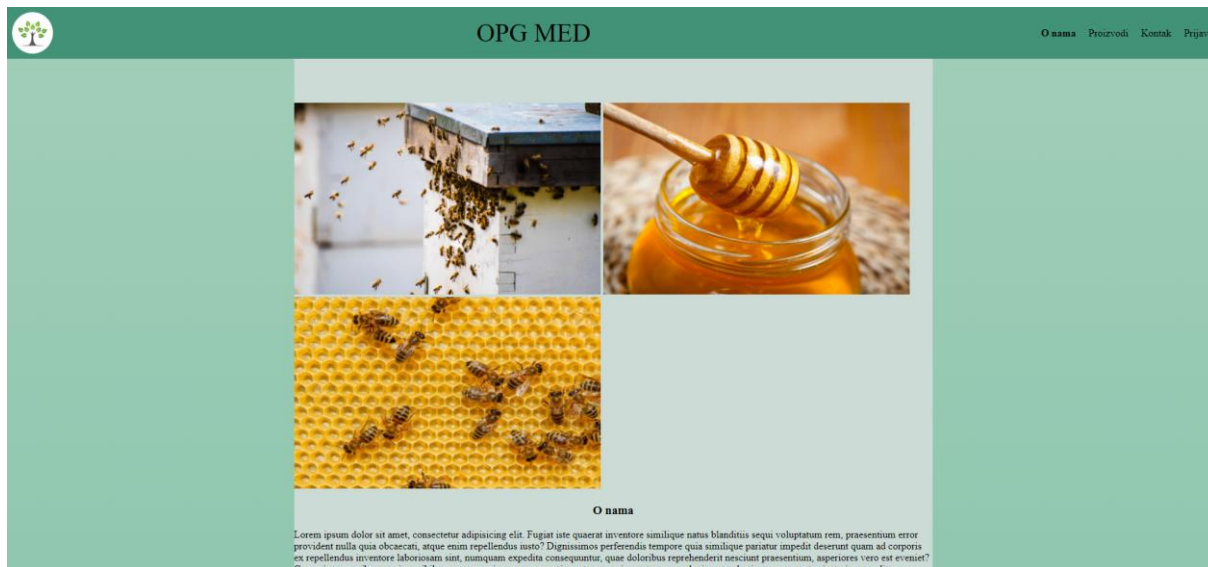 OPG MED
O nama Proizvodi Kontak
O nama
Lorem ipsum dolor sit amet, consectetur adipisicing elit. Fugiat iste quaerat inventore similique natus blanditiis sequi voluptatum rem, praesentium error
provident nulla quia obcaecati, atque enim repellendus iusto? Dignissimos perferendis tempore quia similique pariatur impedit deserunt quam ad corporis
ex repellendus inventore laboriosam sint, numquam expedita consequuntur, quae doloribus reprehenderit nesciunt praesentium, asperiores vero est eveniet?